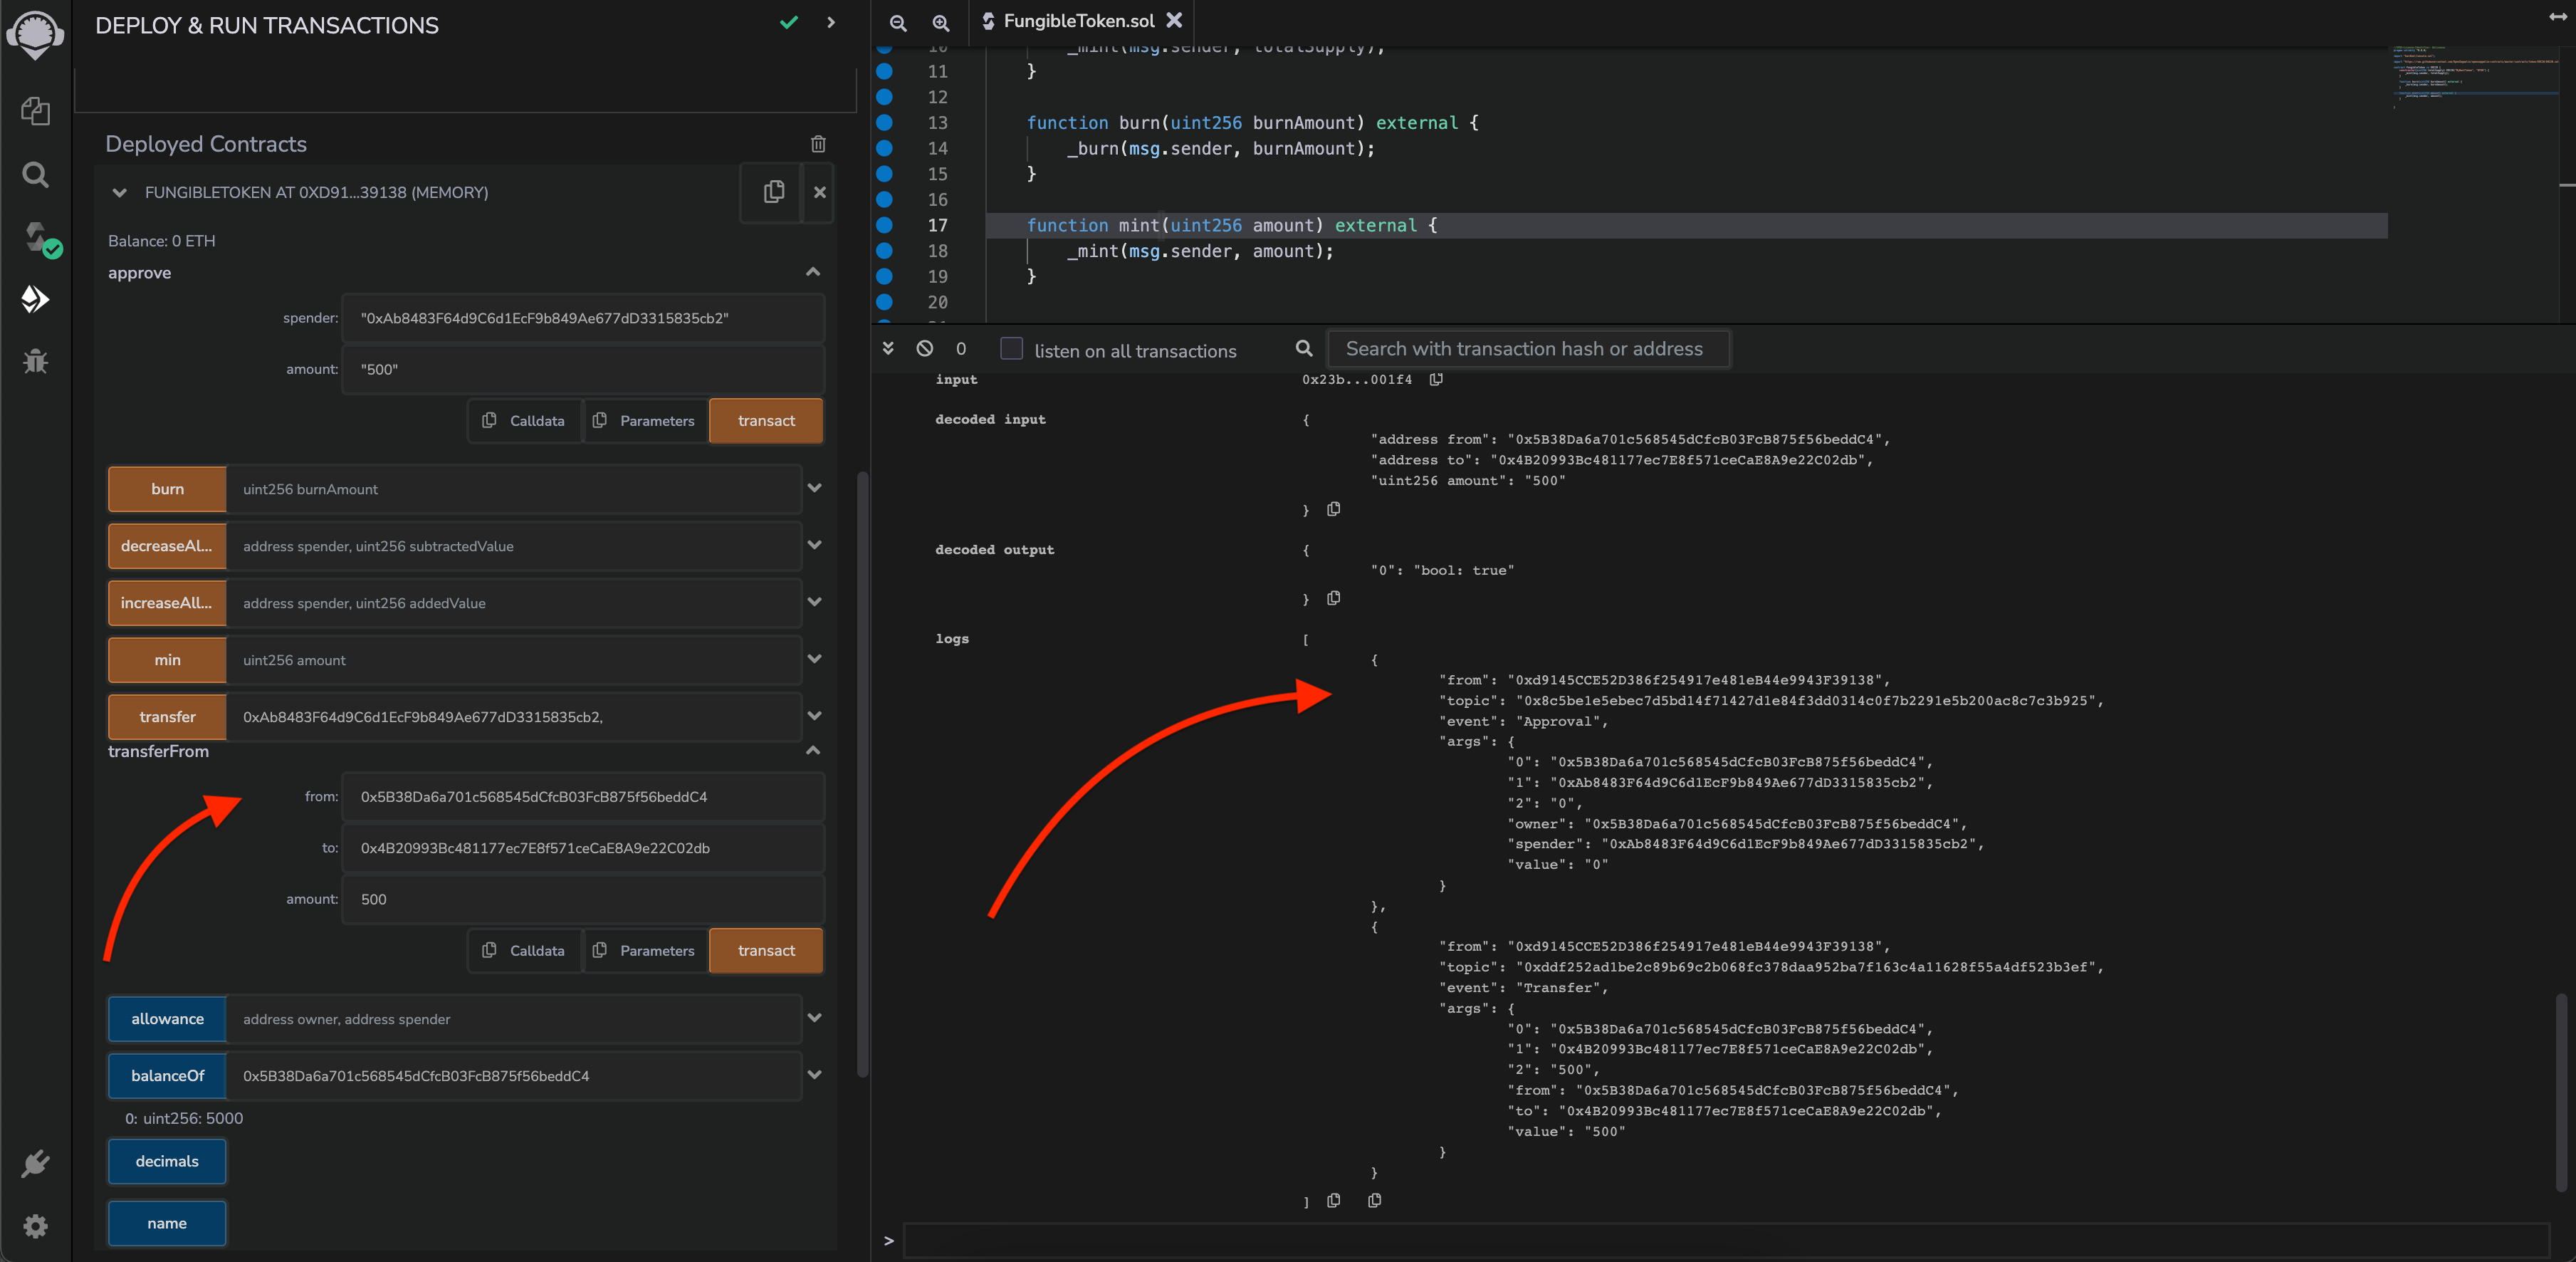 DEPLOY & RUN TRANSACTIONS
Deployed Contracts
FUNGIBLETOKEN AT 0XD91...39138 (MEMORY)
Balance: 0 ETH
approve
spender:
"0xAb8483F64d9C6d1EcF9b849Ae677dD3315835cb2"
amount:
"500"
Calldata
Parameters
transact
burn
uint256 burnAmount
decreaseAl...
address spender, uint256 subtractedValue
increaseAll...
address spender, uint256 addedValue
min
uint256 amount
transfer
0xAb8483F64d9C6d1EcF9b849Ae677dD3315835cb2,
transferFrom
from:
0x5B38Da6a701c568545dCfcB03FcB875f56beddC4
to:
0x4B20993Bc481177ec7E8f571ceCaE8A9e22C02db
amount:
500
Calldata
Parameters
transact
allowance
address owner, address spender
balanceOf
0x5B38Da6a701c568545dCfcB03FcB875f56beddC4
0: uint256: 5000
decimals
name
FungibleToken.sol
10 _mint(msg.sender, totalSupply);
11 }
12
13 function burn(uint256 burnAmount) external {
14 _burn(msg.sender, burnAmount);
15 }
16
17 function mint(uint256 amount) external {
18 _mint(msg.sender, amount);
19 }
20
0
listen on all transactions
Search with transaction hash or address
input
0x23b...001f4
decoded input
{
"address from": "0x5B38Da6a701c568545dCfcB03FcB875f56beddC4",
"address to": "0x4B20993Bc481177ec7E8f571ceCaE8A9e22C02db",
"uint256 amount": "500"
}
decoded output
{
"0": "bool: true"
}
logs
[
{
"from": "0xd9145CCE52D386f254917e481eB44e9943F39138",
"topic": "0x8c5be1e5ebec7d5bd14f71427d1e84f3dd0314c0f7b2291e5b200ac8c7c3b925",
"event": "Approval",
"args": {
"0": "0x5B38Da6a701c568545dCfcB03FcB875f56beddC4",
"1": "0xAb8483F64d9C6d1EcF9b849Ae677dD3315835cb2",
"2": "0",
"owner": "0x5B38Da6a701c568545dCfcB03FcB875f56beddC4",
"spender": "0xAb8483F64d9C6d1EcF9b849Ae677dD3315835cb2",
"value": "0"
}
},
{
"from": "0xd9145CCE52D386f254917e481eB44e9943F39138",
"topic": "0xddf252ad1be2c89b69c2b068fc378daa952ba7f163c4a11628f55a4df523b3ef",
"event": "Transfer",
"args": {
"0": "0x5B38Da6a701c568545dCfcB03FcB875f56beddC4",
"1": "0x4B20993Bc481177ec7E8f571ceCaE8A9e22C02db",
"2": "500",
"from": "0x5B38Da6a701c568545dCfcB03FcB875f56beddC4",
"to": "0x4B20993Bc481177ec7E8f571ceCaE8A9e22C02db",
"value": "500"
}
}
]
>